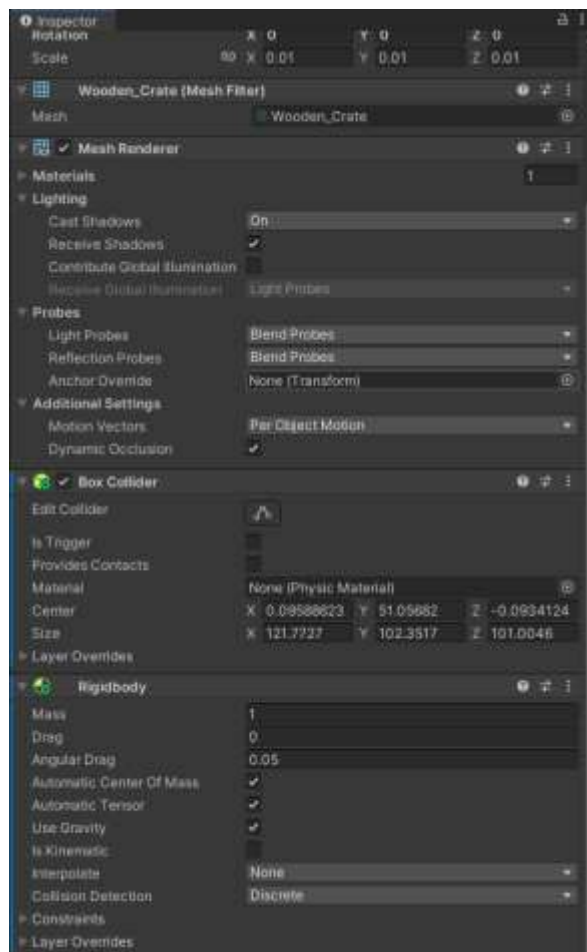 Inspector
Rotation X 0 Y 0 Z 0
Scale X 0.01 Y 0.01 Z 0.01
Wooden_Crate (Mesh Filter)
Mesh Wooden_Crate
Mesh Renderer
Materials 1
Lighting
Cast Shadows On
Receive Shadows
Contribute Global Illumination
Receive Global Illumination Light Probes
Probes
Light Probes Blend Probes
Reflection Probes Blend Probes
Anchor Override None (Transform)
Additional Settings
Motion Vectors Per Object Motion
Dynamic Occlusion
Box Collider
Edit Collider
Is Trigger
Provides Contacts
Material None (Physic Material)
Center X 0.09588623 Y 51.05682 Z -0.0934124
Size X 121.7727 Y 102.3517 Z 101.0046
Layer Overrides
Rigidbody
Mass 1
Drag 0
Angular Drag 0.05
Automatic Center Of Mass
Automatic Tensor
Use Gravity
Is Kinematic
Interpolate None
Collision Detection Discrete
Constraints
Layer Overrides